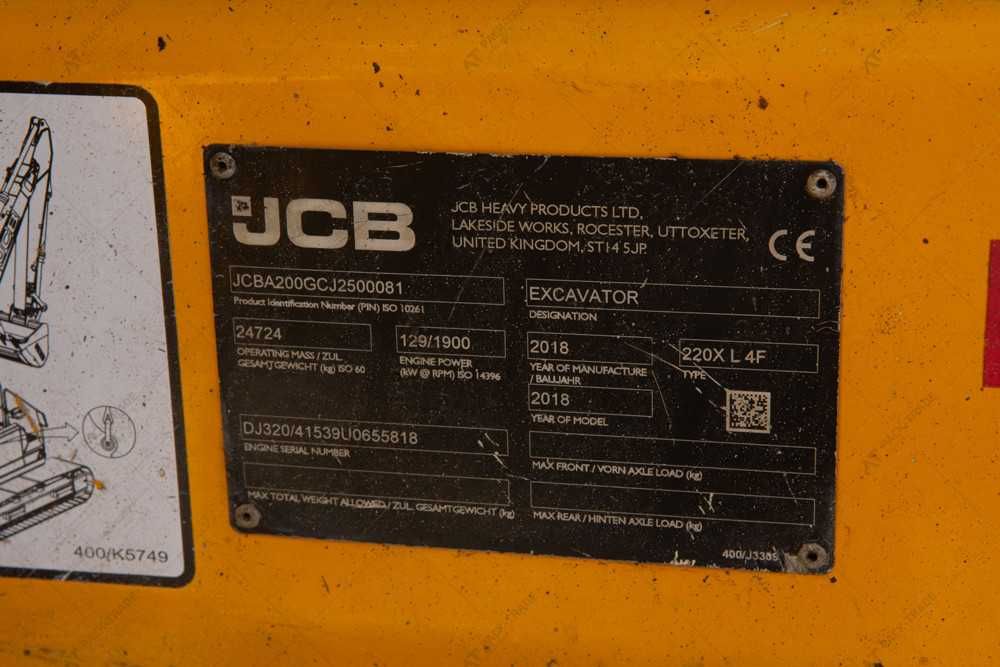 JCB
JCB HEAVY PRODUCTS LTD,
LAKESIDE WORKS, ROCESTER, UTTOXETER,
UNITED KINGDOM, ST14 5JP.
CE
JCBA200GCJ2500081
Product Identification Number (PIN) ISO 10261
EXCAVATOR
DESIGNATION
24724
OPERATING MASS / ZUL.
GESAMTGEWICHT (kg) ISO 60
129/1900
ENGINE POWER
(kW @ RPM) ISO 14396
2018
YEAR OF MANUFACTURE
/ BAUJAHR
220X L 4F
TYPE
2018
YEAR OF MODEL
DJ320/41539U0655818
ENGINE SERIAL NUMBER
MAX FRONT / VORN AXLE LOAD (kg)
MAX TOTAL WEIGHT ALLOWED / ZUL. GESAMTGEWICHT (kg)
MAX REAR / HINTEN AXLE LOAD (kg)
400/K5749